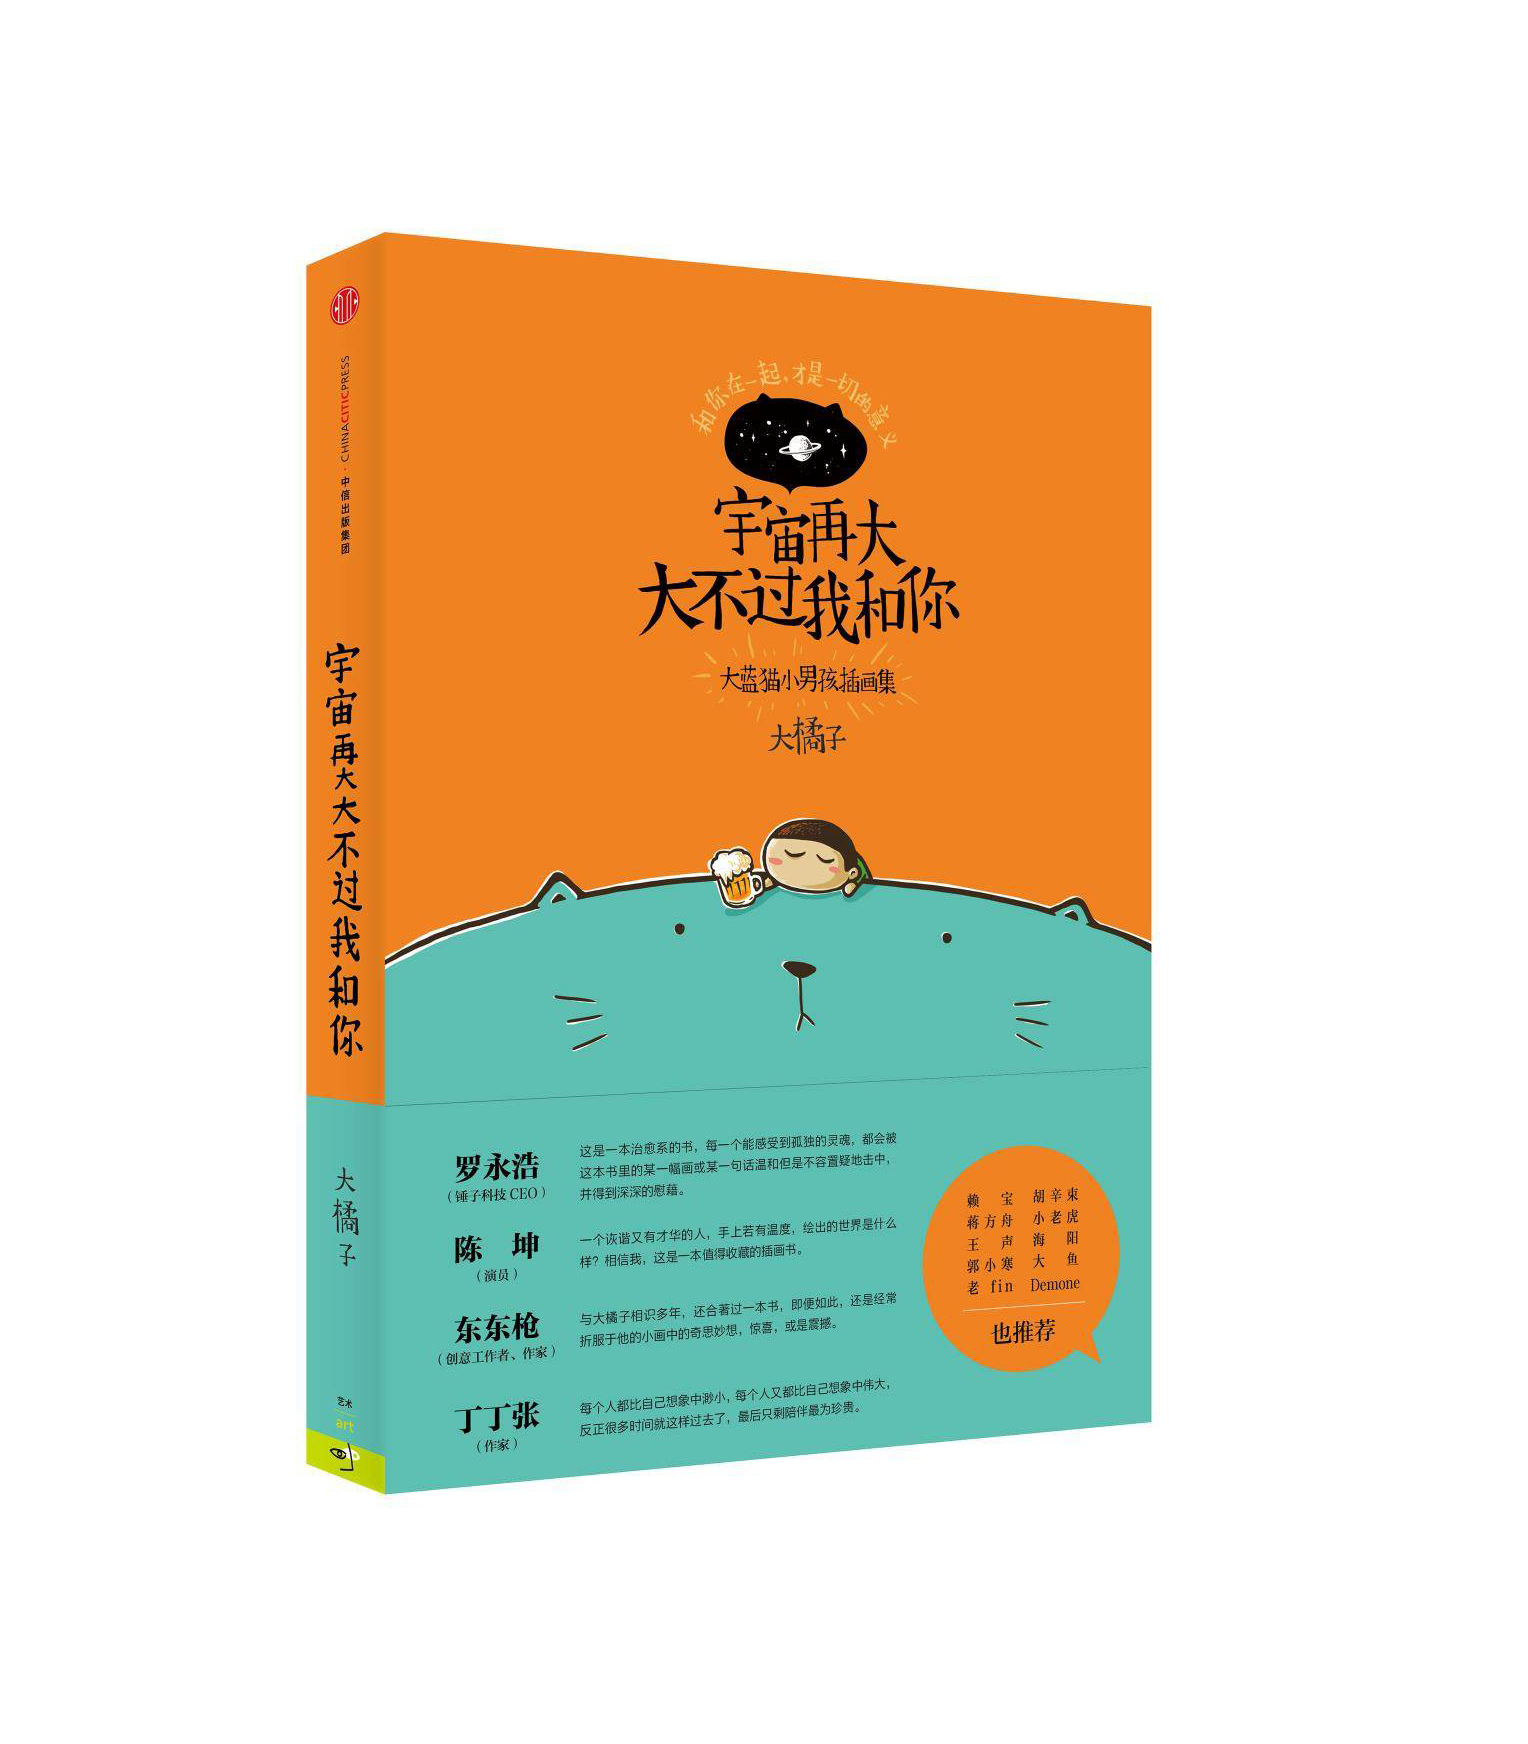 中信出版集团·CHINACITICPRESS
宇宙再大大不过我和你
大橘子
艺术
art
和你在一起，才是一切的意义
宇宙再大
大不过我和你
大蓝猫小男孩插画集
大橘子
罗永浩
（锤子科技 CEO）
这是一本治愈系的书，每一个能感受到孤独的灵魂，都会被
这本书里的某一幅画或某一句话温和但是不容置疑地击中，
并得到深深的慰藉。
陈 坤
（演员）
一个诙谐又有才华的人，手上若有温度，绘出的世界是什么
样？相信我，这是一本值得收藏的插画书。
东东枪
（创意工作者、作家）
与大橘子相识多年，还合著过一本书，即便如此，还是经常
折服于他的小画中的奇思妙想，惊喜，或是震撼。
丁丁张
（作家）
每个人都比自己想象中渺小，每个人又都比自己想象中伟大，
反正很多时间就这样过去了，最后只剩陪伴最为珍贵。
赖 宝 胡辛束
蒋方舟 小老虎
王 声 海 阳
郭小寒 大 鱼
老 fin Demone
也推荐